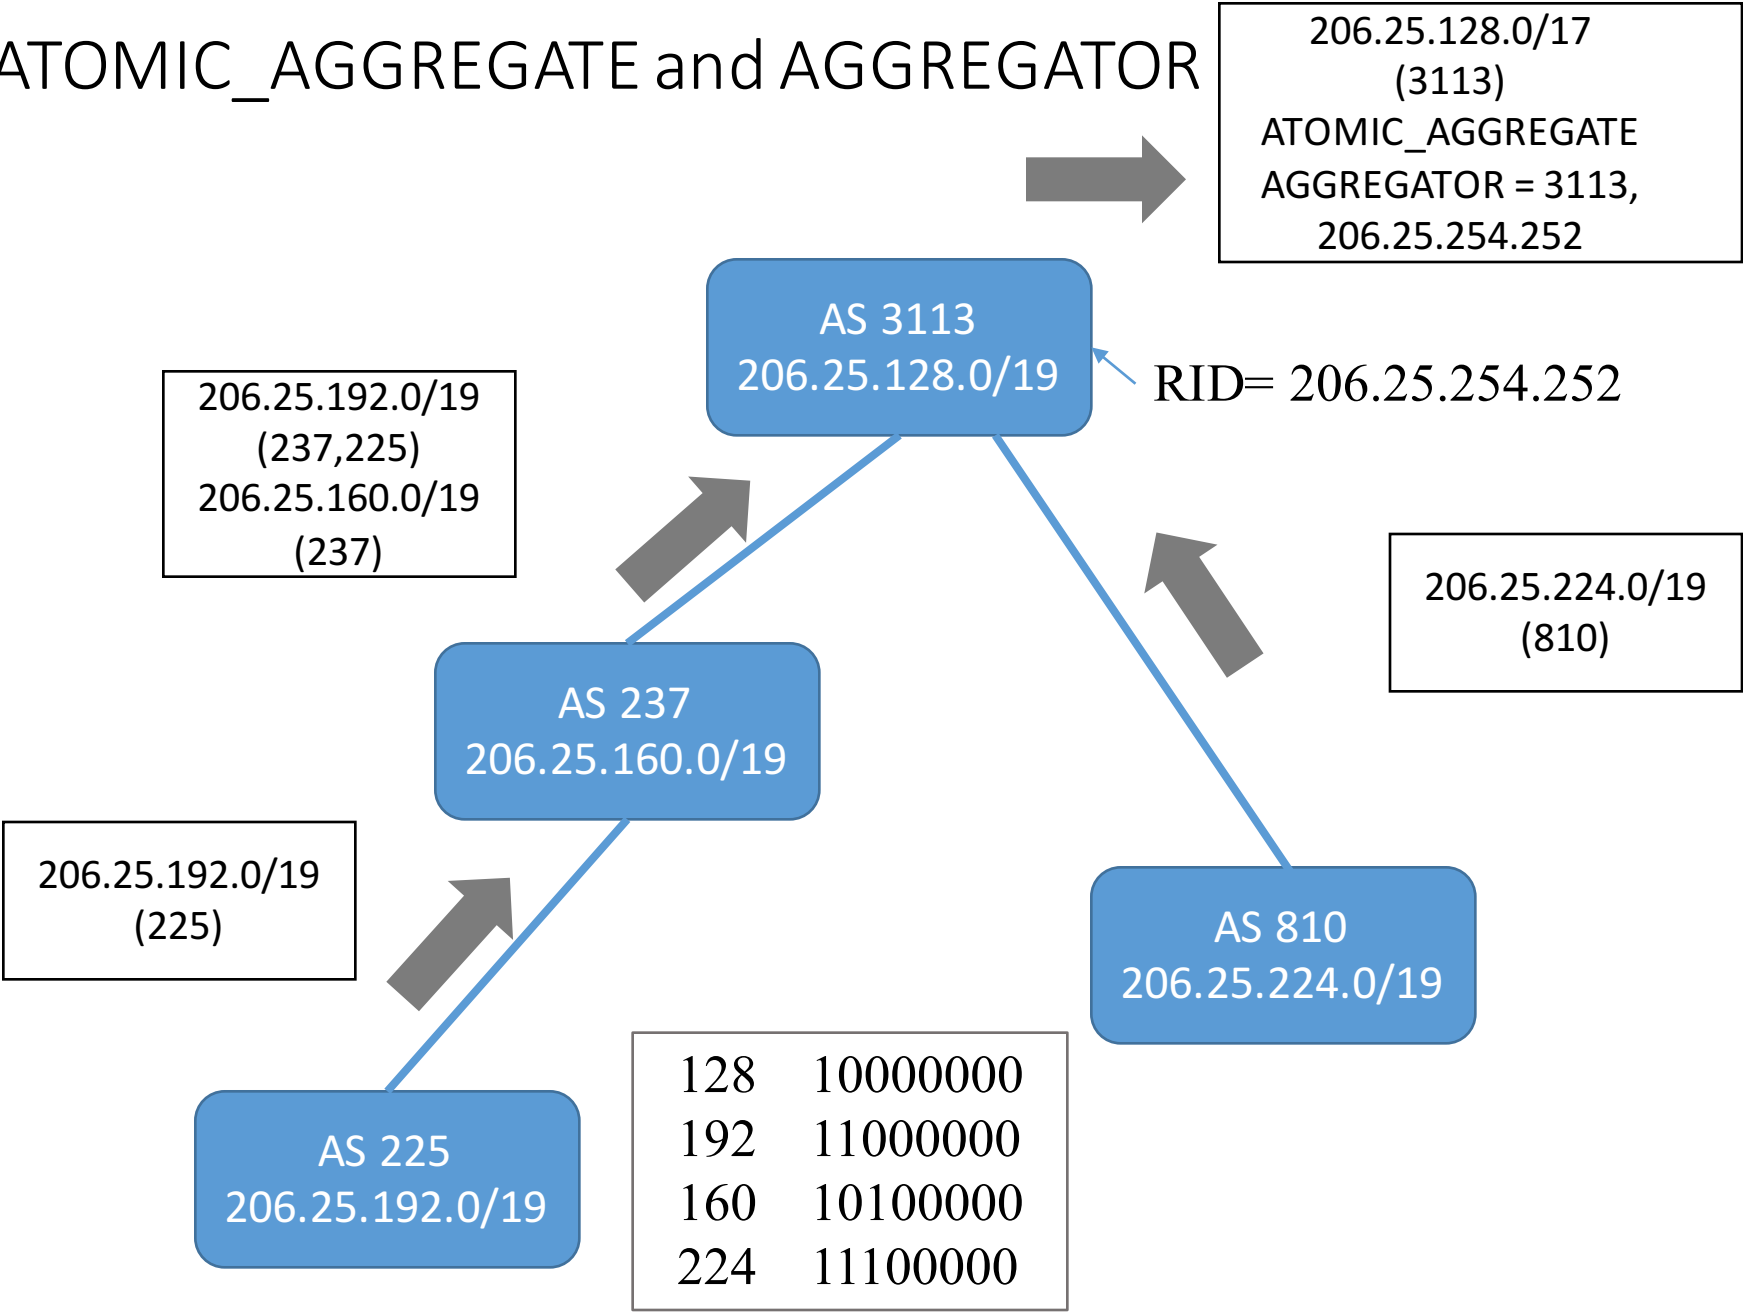 ATOMIC_AGGREGATE and AGGREGATOR
206.25.128.0/17
(3113)
ATOMIC_AGGREGATE
AGGREGATOR = 3113,
206.25.254.252
AS 3113
206.25.128.0/19
RID= 206.25.254.252
206.25.192.0/19
(237,225)
206.25.160.0/19
(237)
206.25.224.0/19
(810)
AS 237
206.25.160.0/19
206.25.192.0/19
(225)
AS 810
206.25.224.0/19
AS 225
206.25.192.0/19
128 10000000
192 11000000
160 10100000
224 11100000